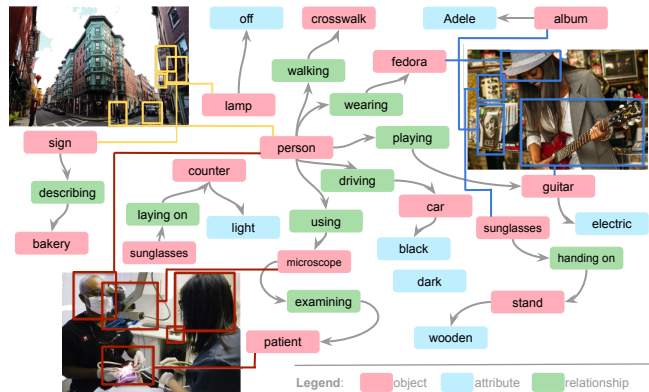 off
crosswalk
Adele
album
walking
fedora
lamp
wearing
sign
person
playing
counter
describing
driving
guitar
car
laying on
light
using
sunglasses
electric
bakery
sunglasses
black
microscope
handing on
dark
examining
stand
patient
wooden
Legend: object attribute relationship